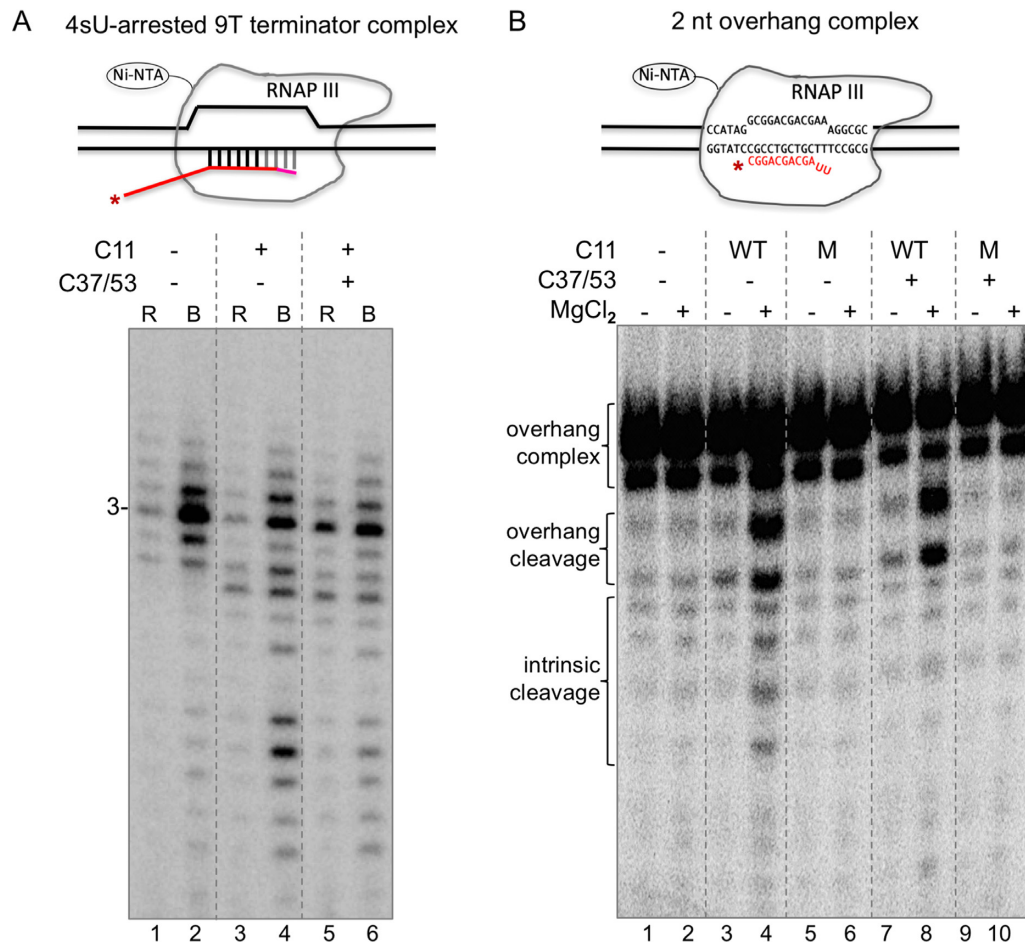 A 4sU-arrested 9T terminator complex
Ni-NTA
RNAP III
*
C11 - + +
C37/53 - - +
R B R B R B
3-
1 2 3 4 5 6
B 2 nt overhang complex
Ni-NTA
RNAP III
GCGGACGACGAA
CCATAG AGGCGC
GGTATCCGCCTGCTGCTTTCCGCG
* CGGACGACGA
UU
C11 - WT M WT M
C37/53 - - - + +
MgCl₂ - + - + - + - + - +
overhang
complex
overhang
cleavage
intrinsic
cleavage
1 2 3 4 5 6 7 8 9 10